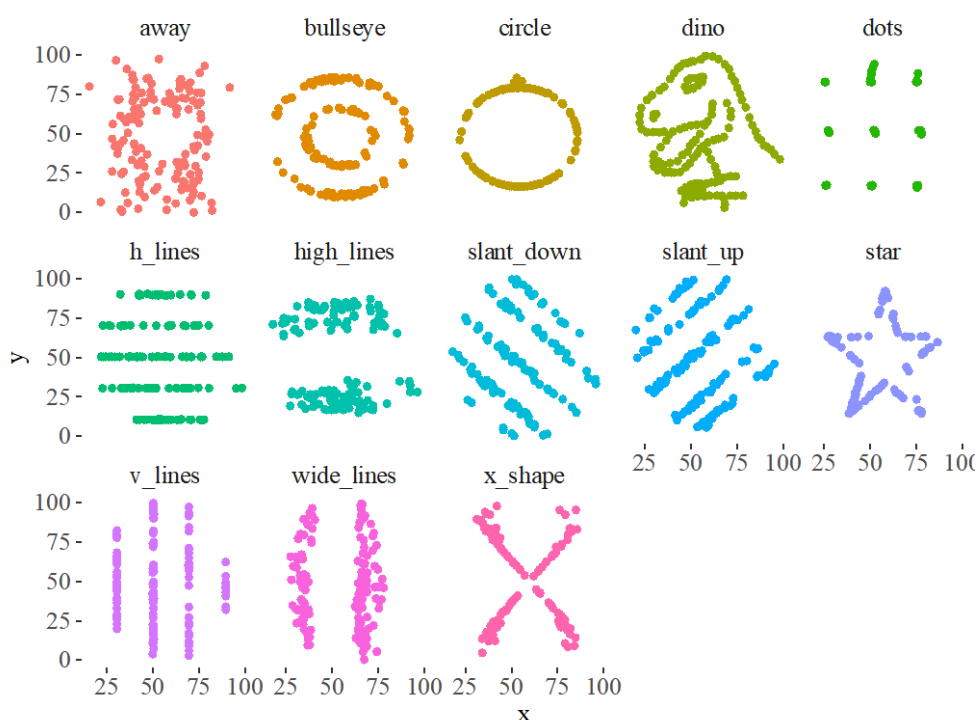 away bullseye circle dino dots
100
75
50
25
0
h_lines high_lines slant_down slant_up star
100
75
50
25
0
y
25 50 75 100 25 50 75 100
v_lines wide_lines x_shape
100
75
50
25
0
25 50 75 100 25 50 75 100 25 50 75 100
x